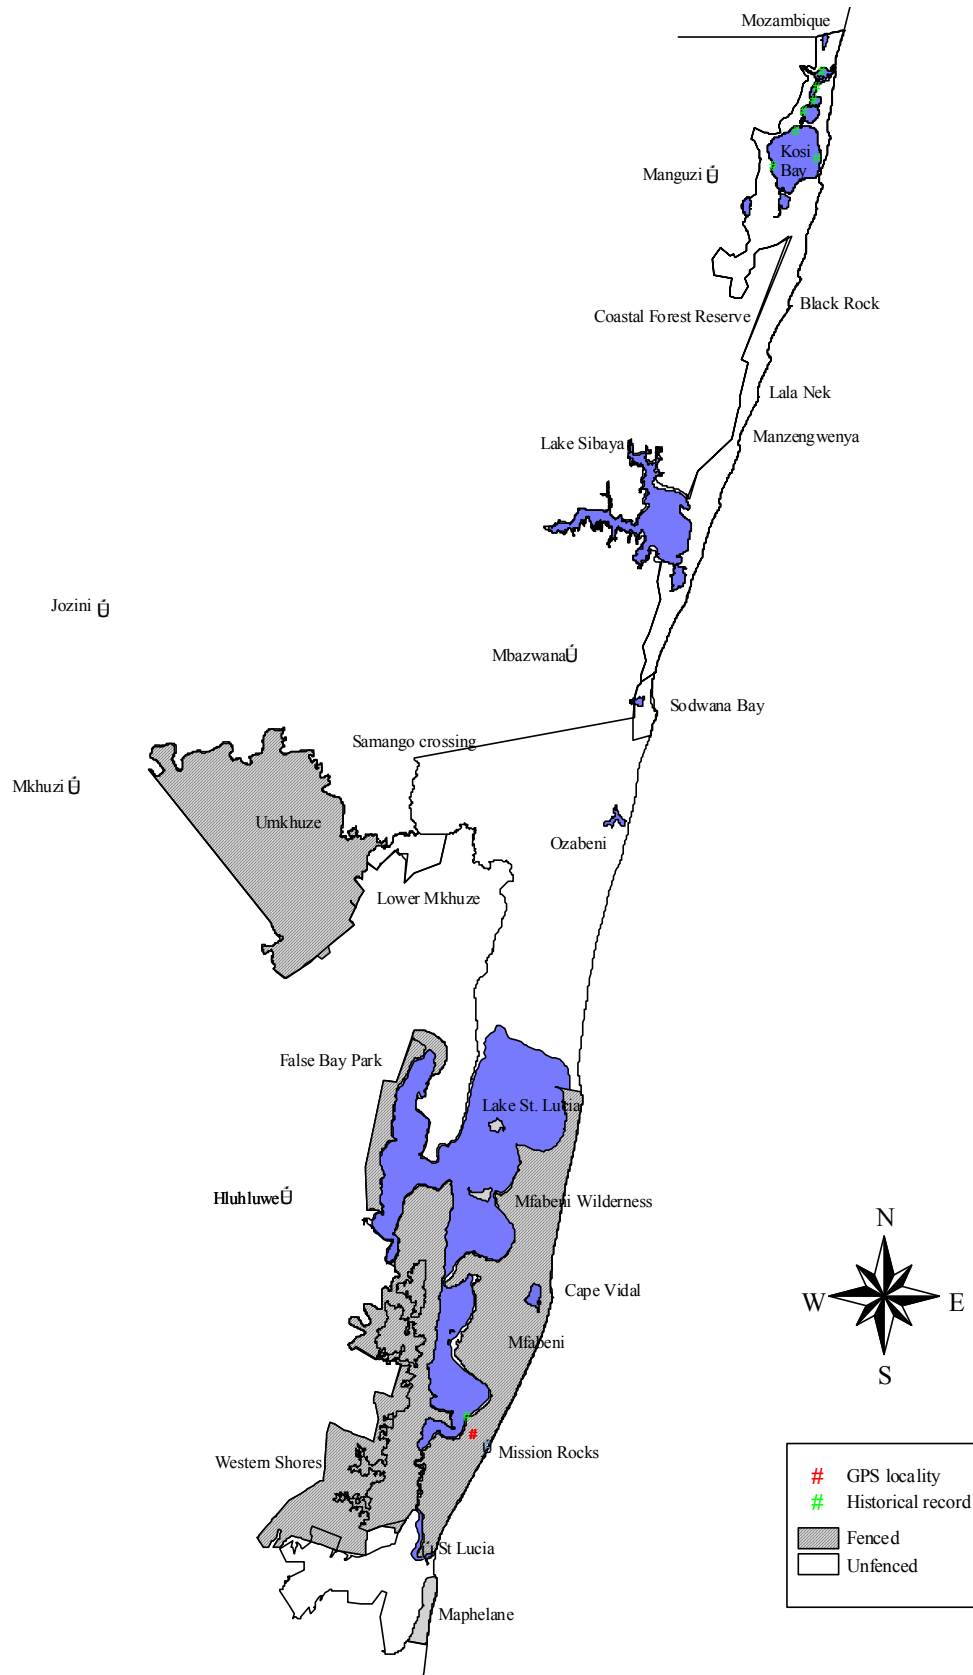 Mozambique
Kosi
Bay
Manguzi
Black Rock
Coastal Forest Reserve
Lala Nek
Manzengwenya
Lake Sibaya
Jozini
Mbazwana
Sodwana Bay
Samango crossing
Mkhuzi
Umkhuze
Ozabeni
Lower Mkhuze
False Bay Park
Lake St. Lucia
Hluhluwe
Mfabeni Wilderness
N
Cape Vidal
W
E
Mfabeni
S
Mission Rocks
Western Shores
# GPS locality
# Historical record
Fenced
St Lucia
Unfenced
Maphelane